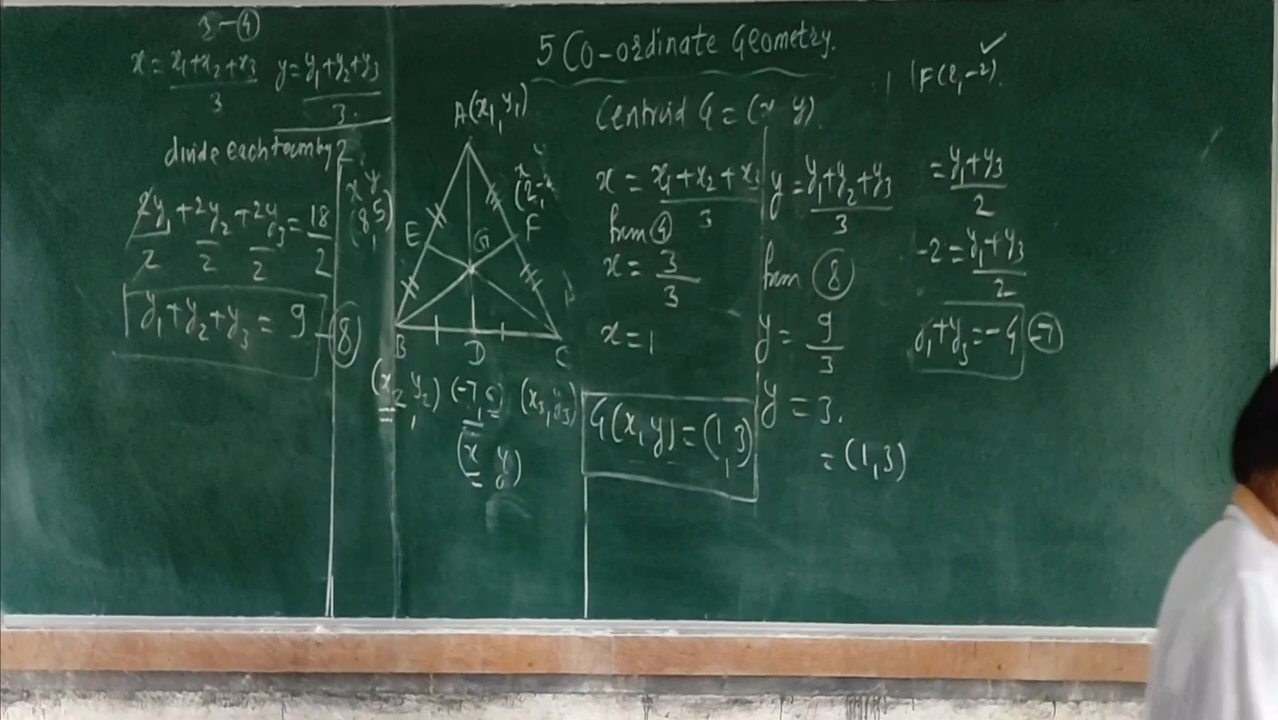 3-④
x = x₁+x₂+x₃/3 y = y₁+y₂+y₃/3.
divide each term by 2.
2y₁/2 + 2y₂/2 + 2y₃/2 = 18/2
y₁+y₂+y₃ = 9 -⑧
x y
(8,5)
5 Co-ordinate Geometry.
A(x₁, y₁)
E
F
G
B
D
C
(x₂, y₂)
(x₃, y₃)
(x y)
Centroid G = (x y)
x = x₁+x₂+x₃/3
from ④
x = 3/3
x = 1
G(x, y) = (1, 3)
y = y₁+y₂+y₃/3
from ⑧
y = 9/3
y = 3.
= (1,3)
F(2,-2)
= y₁+y₃/2
-2 = y₁+y₃/2
y₁+y₃ = -4 -⑦